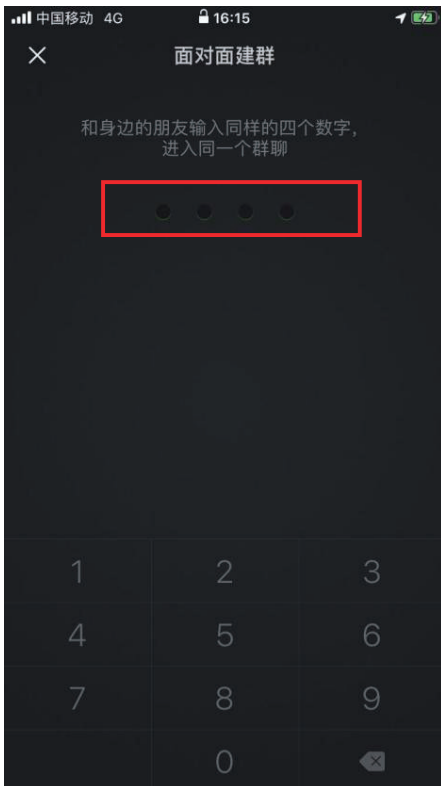 中国移动 4G 16:15
面对面建群
和身边的朋友输入同样的四个数字，
进入同一个群聊
1 2 3
4 5 6
7 8 9
0